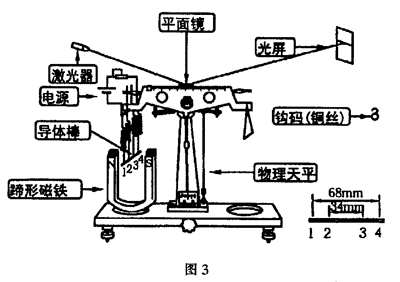 平面镜
光屏
激光器
电源
钩码(铜丝)
导体棒
1234
N
S
蹄形磁铁
物理天平
68mm
34mm
1 2 3 4
图 3